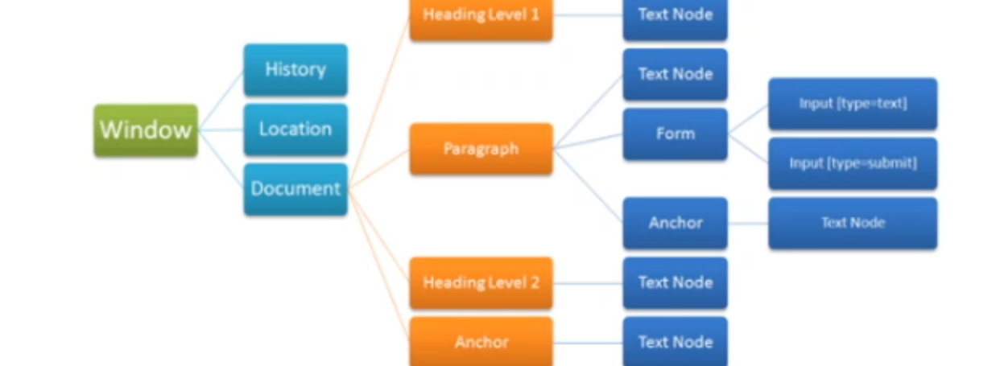 Heading Level 1
Text Node
History
Text Node
Input [type=text]
Window
Location
Form
Paragraph
Input [type=submit]
Document
Anchor
Text Node
Heading Level 2
Text Node
Anchor
Text Node